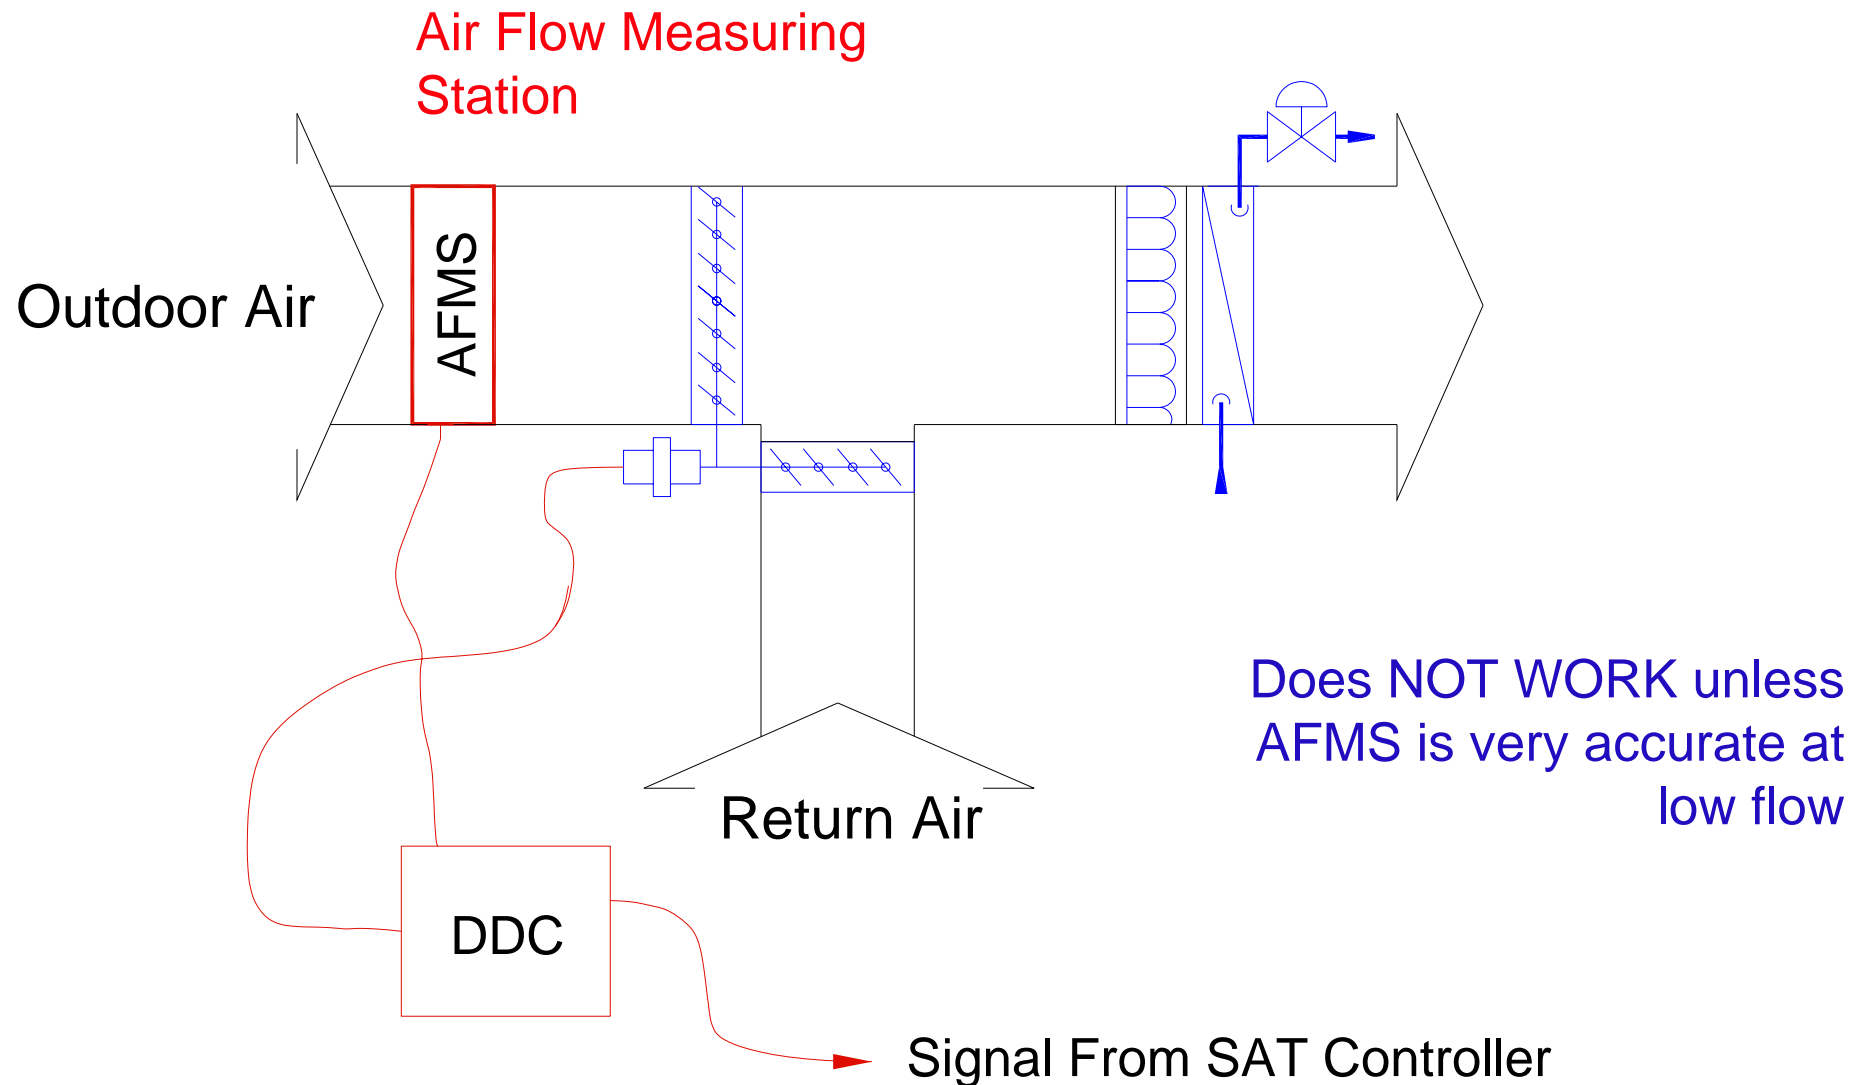 Air Flow Measuring
Station
Outdoor Air
AFMS
Does NOT WORK unless
AFMS is very accurate at
low flow
Return Air
DDC
Signal From SAT Controller